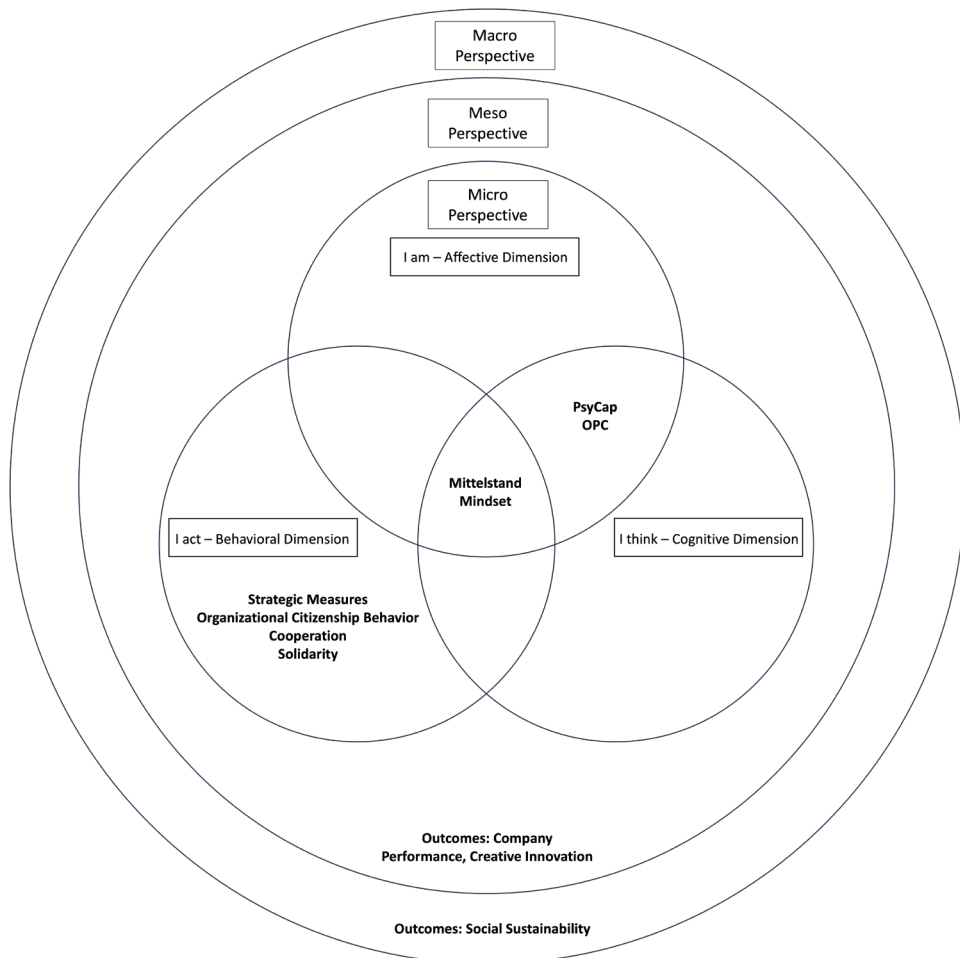 Macro
Perspective
Meso
Perspective
Micro
Perspective
I am – Affective Dimension
PsyCap
OPC
Mittelstand
Mindset
I act – Behavioral Dimension
I think – Cognitive Dimension
Strategic Measures
Organizational Citizenship Behavior
Cooperation
Solidarity
Outcomes: Company
Performance, Creative Innovation
Outcomes: Social Sustainability